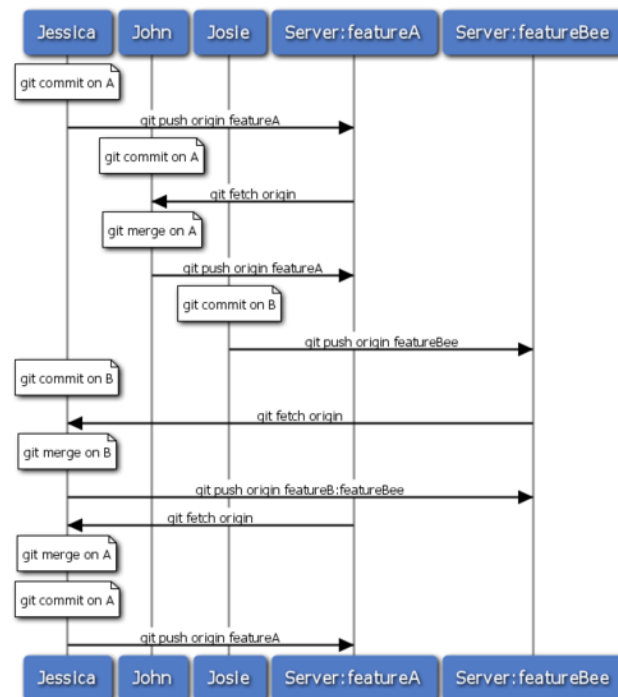 Jessica John Josie Server:featureA Server:featureBee
git commit on A
git push origin featureA
git commit on A
git fetch origin
git merge on A
git push origin featureA
git commit on B
git push origin featureBee
git commit on B
git fetch origin
git merge on B
git push origin featureB:featureBee
git fetch origin
git merge on A
git commit on A
git push origin featureA
Jessica John Josie Server:featureA Server:featureBee